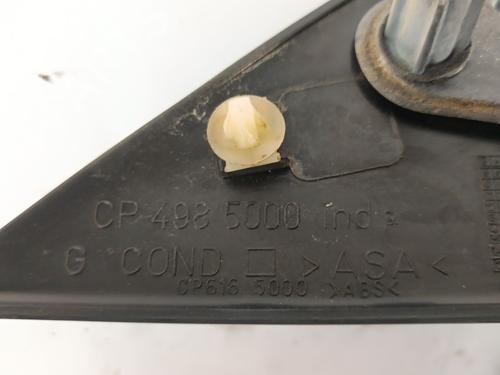 CP 498 5000 ind s
G COND □ >ASA<
CP616 5000 >ABS<